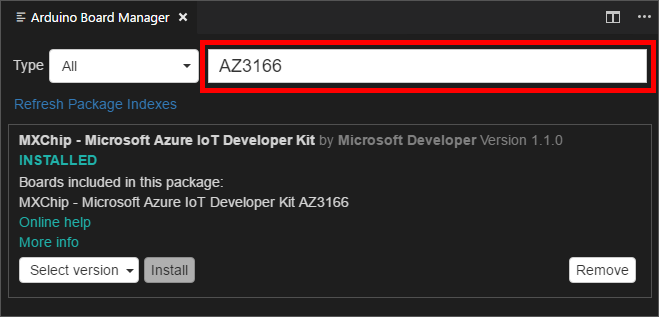 Arduino Board Manager
Type All AZ3166
Refresh Package Indexes
MXChip - Microsoft Azure IoT Developer Kit by Microsoft Developer Version 1.1.0
INSTALLED
Boards included in this package:
MXChip - Microsoft Azure IoT Developer Kit AZ3166
Online help
More info
Select version Install Remove